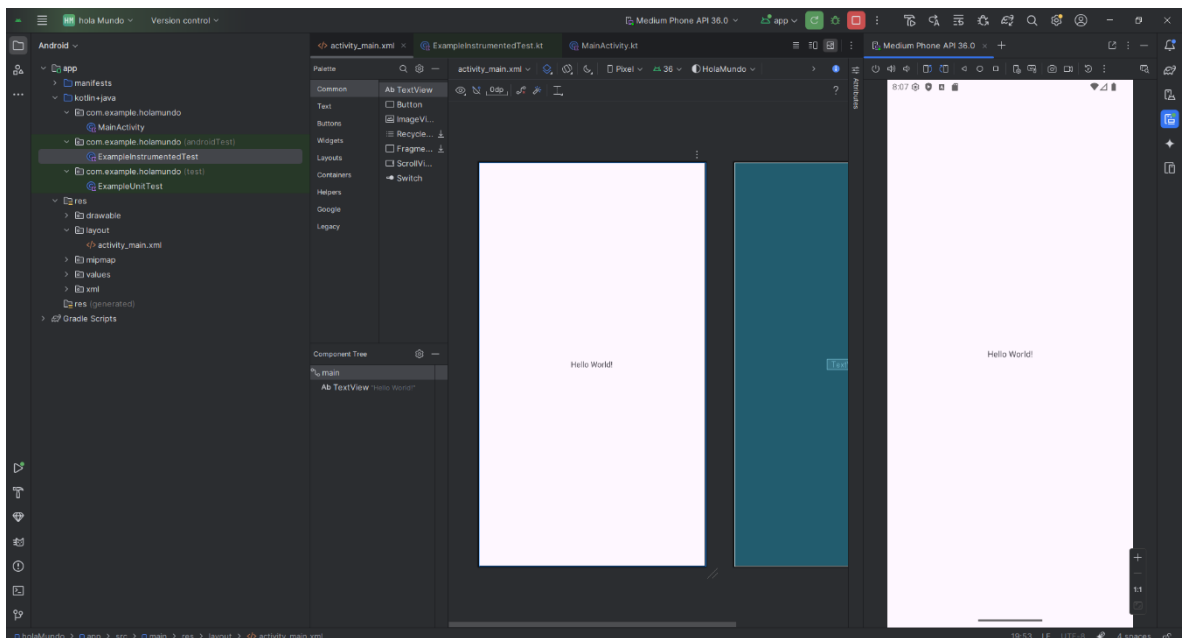 HM hola Mundo Version control Medium Phone API 36.0 app
Android activity_main.xml ExampleInstrumentedTest.kt MainActivity.kt Medium Phone API 36.0
app
manifests
kotlin+java
com.example.holamundo
MainActivity
com.example.holamundo (androidTest)
ExampleInstrumentedTest
com.example.holamundo (test)
ExampleUnitTest
res
drawable
layout
activity_main.xml
mipmap
values
xml
res (generated)
Gradle Scripts
Palette
Common
Text
Buttons
Widgets
Layouts
Containers
Helpers
Google
Legacy
Ab TextView
Button
ImageVi...
Recycle...
Fragme...
ScrollVi...
Switch
Component Tree
main
Ab TextView "Hello World!"
activity_main.xml Pixel 36 HolaMundo
0dp
Hello World!
Attributes
8:07
Hello World!
1:1
holaMundo > app > src > main > res > layout > activity_main.xml 19:53 LF UTF-8 4 spaces